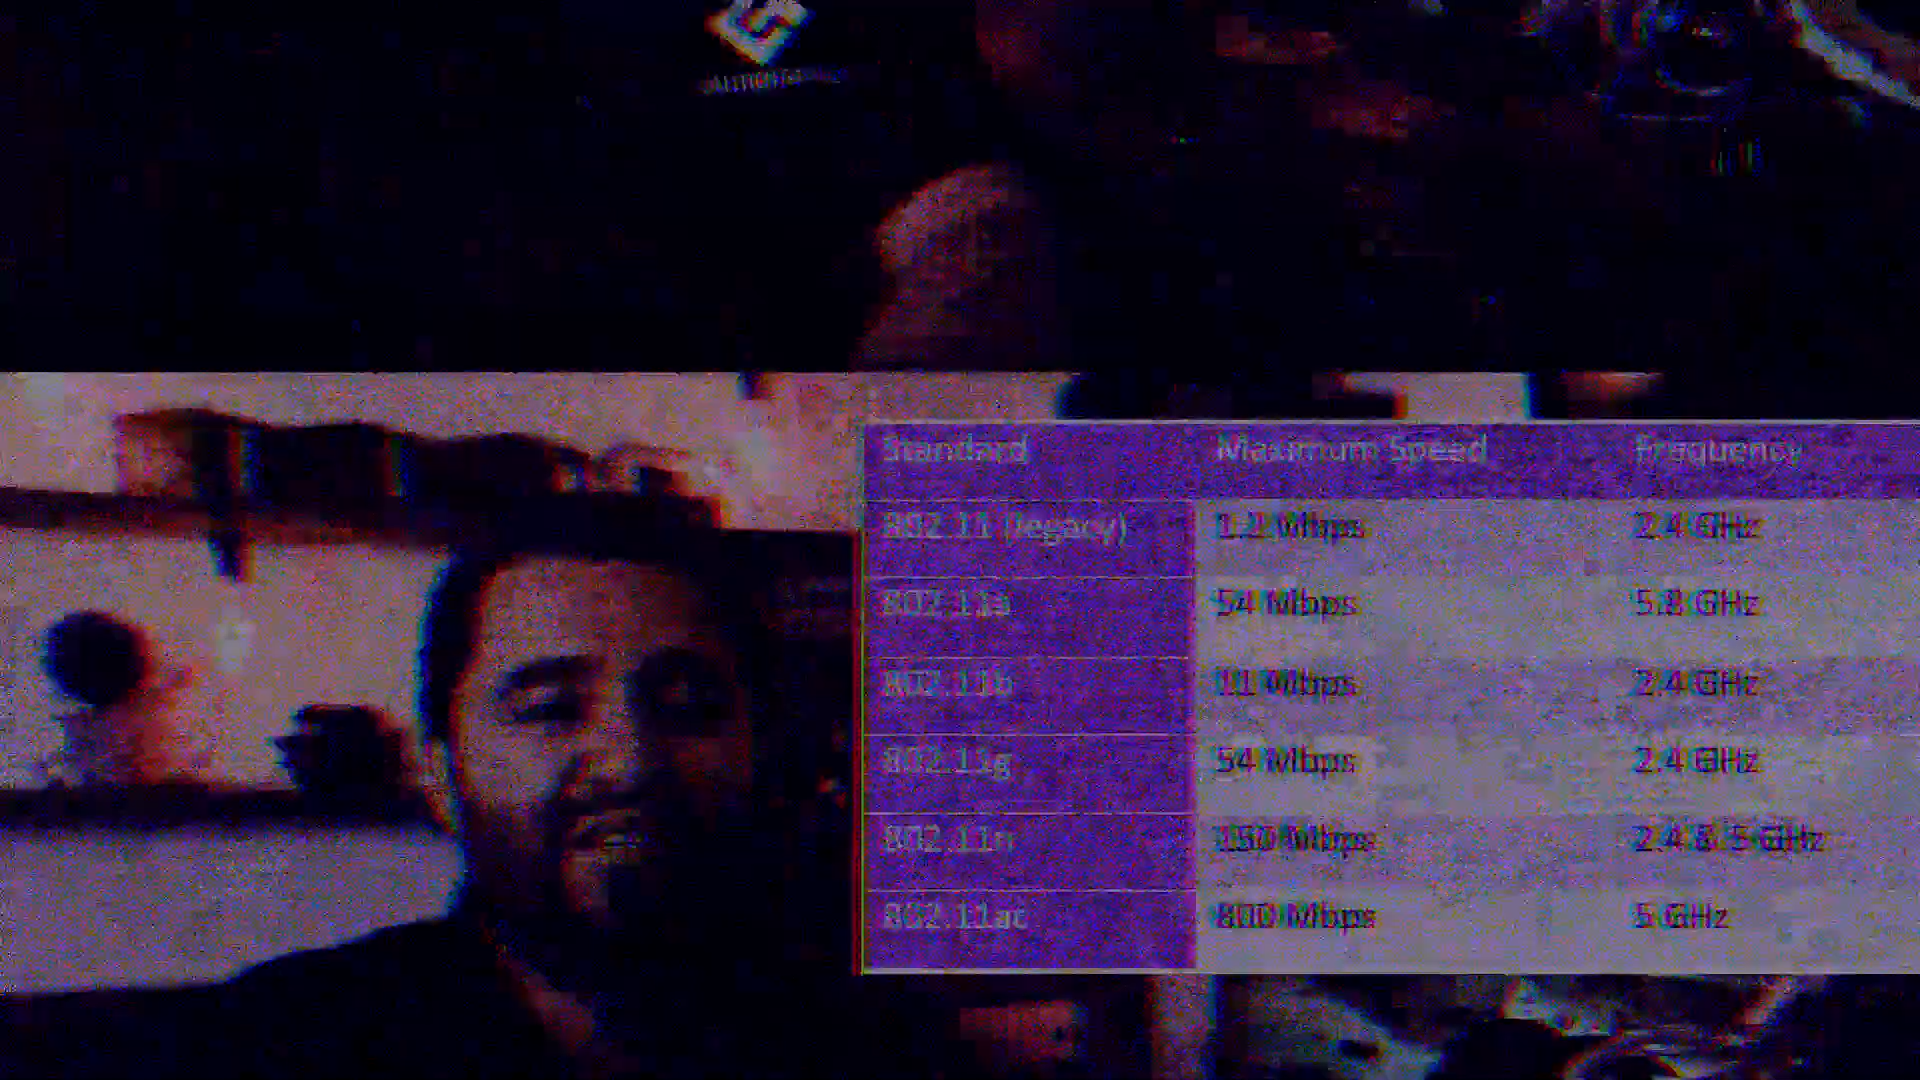 Standard Maximum Speed Frequency
802.11 (legacy) 1.2 Mbps 2.4 GHz
802.11a 54 Mbps 5.8 GHz
802.11b 11 Mbps 2.4 GHz
802.11g 54 Mbps 2.4 GHz
802.11n 150 Mbps 2.4 & 5 GHz
802.11ac 800 Mbps 5 GHz